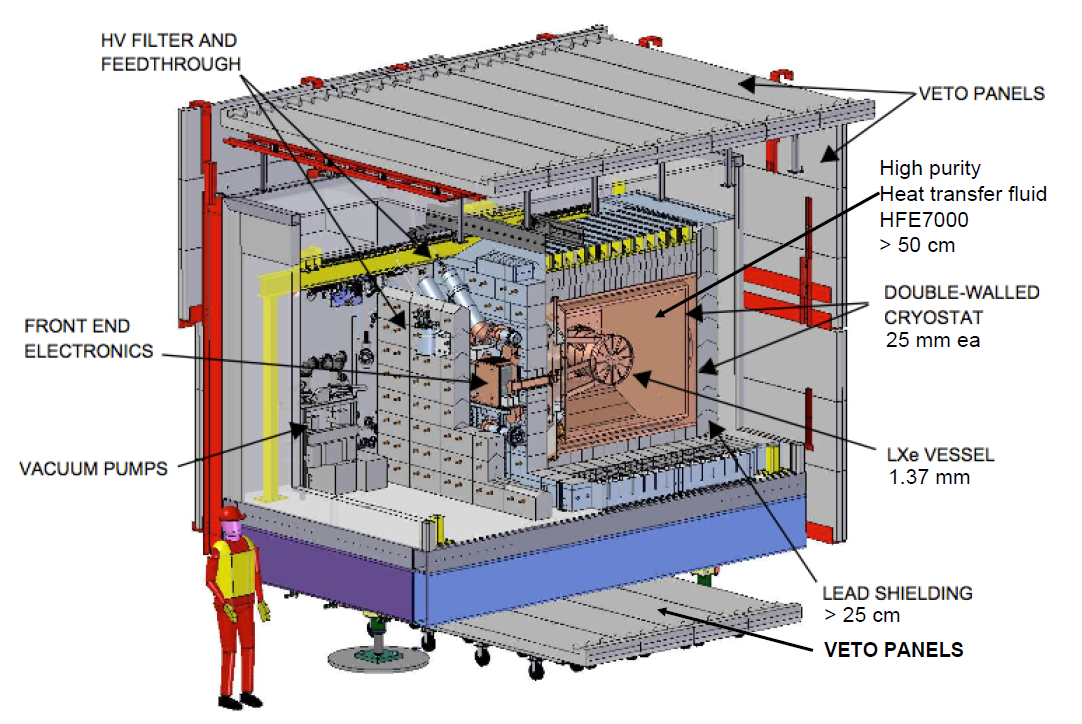 HV FILTER AND
FEEDTHROUGH
VETO PANELS
High purity
Heat transfer fluid
HFE7000
> 50 cm
DOUBLE-WALLED
CRYOSTAT
25 mm ea
FRONT END
ELECTRONICS
VACUUM PUMPS
LXe VESSEL
1.37 mm
LEAD SHIELDING
> 25 cm
VETO PANELS